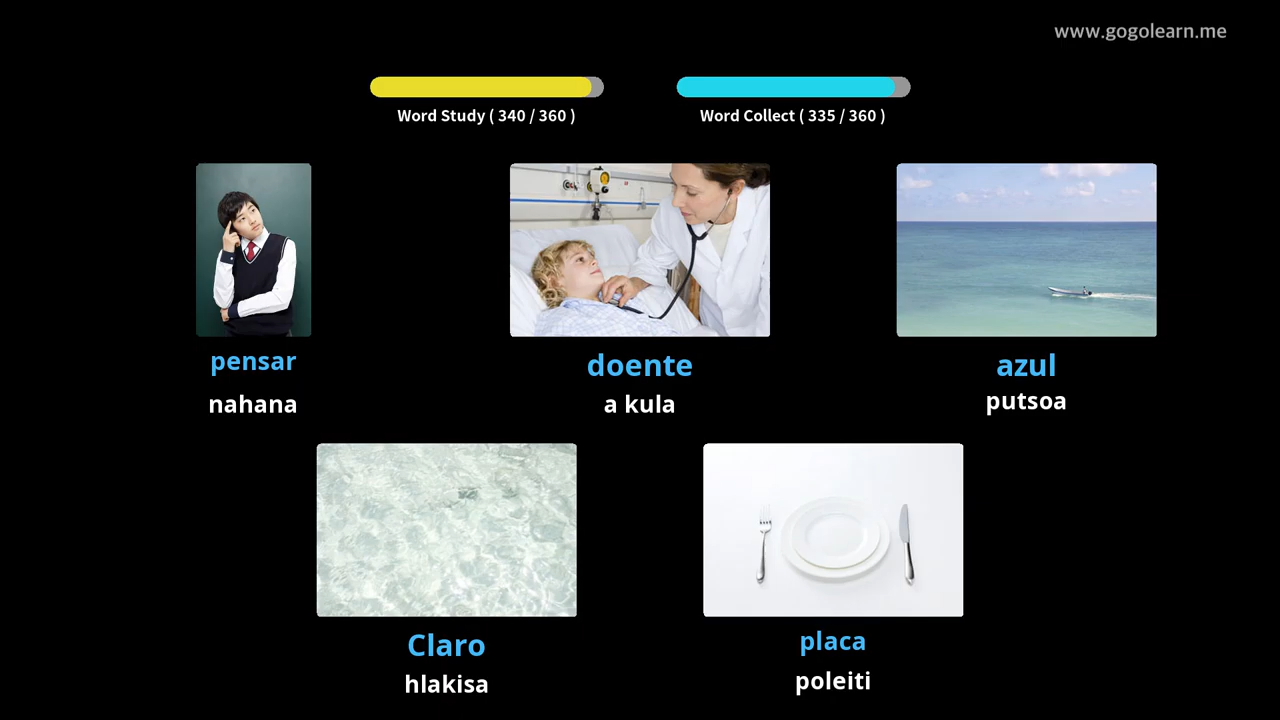 www.gogolearn.me
Word Study ( 340 / 360 )
Word Collect ( 335 / 360 )
pensar
nahana
doente
a kula
azul
putsoa
Claro
hlakisa
placa
poleiti